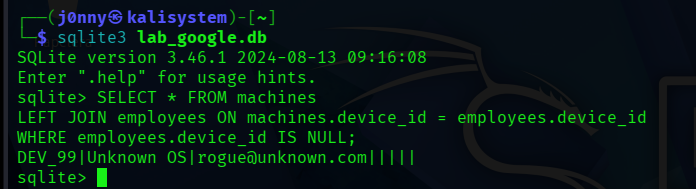 ┌──(j0nny㉿kalisystem)-[~]
└─$ sqlite3 lab_google.db
SQLite version 3.46.1 2024-08-13 09:16:08
Enter ".help" for usage hints.
sqlite> SELECT * FROM machines
LEFT JOIN employees ON machines.device_id = employees.device_id
WHERE employees.device_id IS NULL;
DEV_99|Unknown OS|rogue@unknown.com|||||
sqlite>